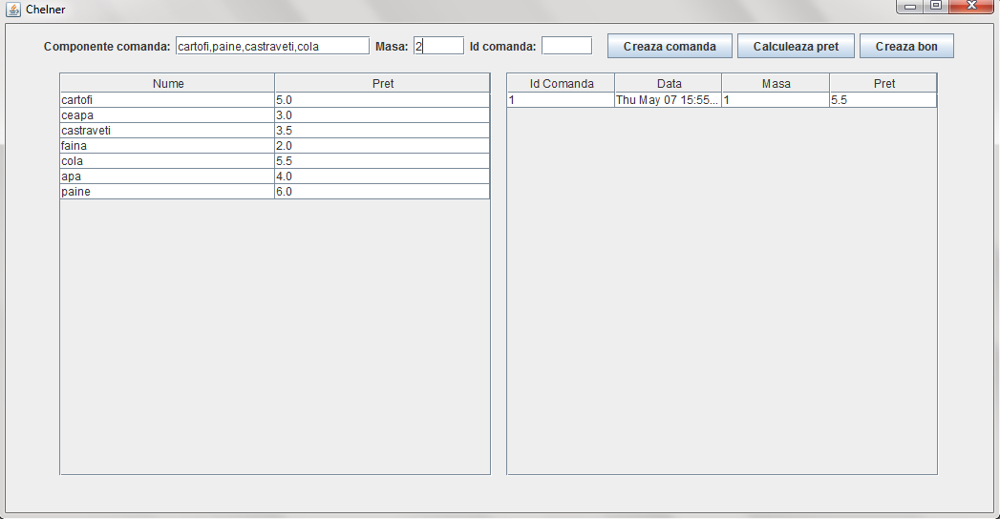 Chelner
Componente comanda: cartofi,paine,castraveti,cola Masa: 2 Id comanda: Creaza comanda Calculeaza pret Creaza bon
Nume Pret
cartofi 5.0
ceapa 3.0
castraveti 3.5
faina 2.0
cola 5.5
apa 4.0
paine 6.0
Id Comanda Data Masa Pret
1 Thu May 07 15:55... 1 5.5